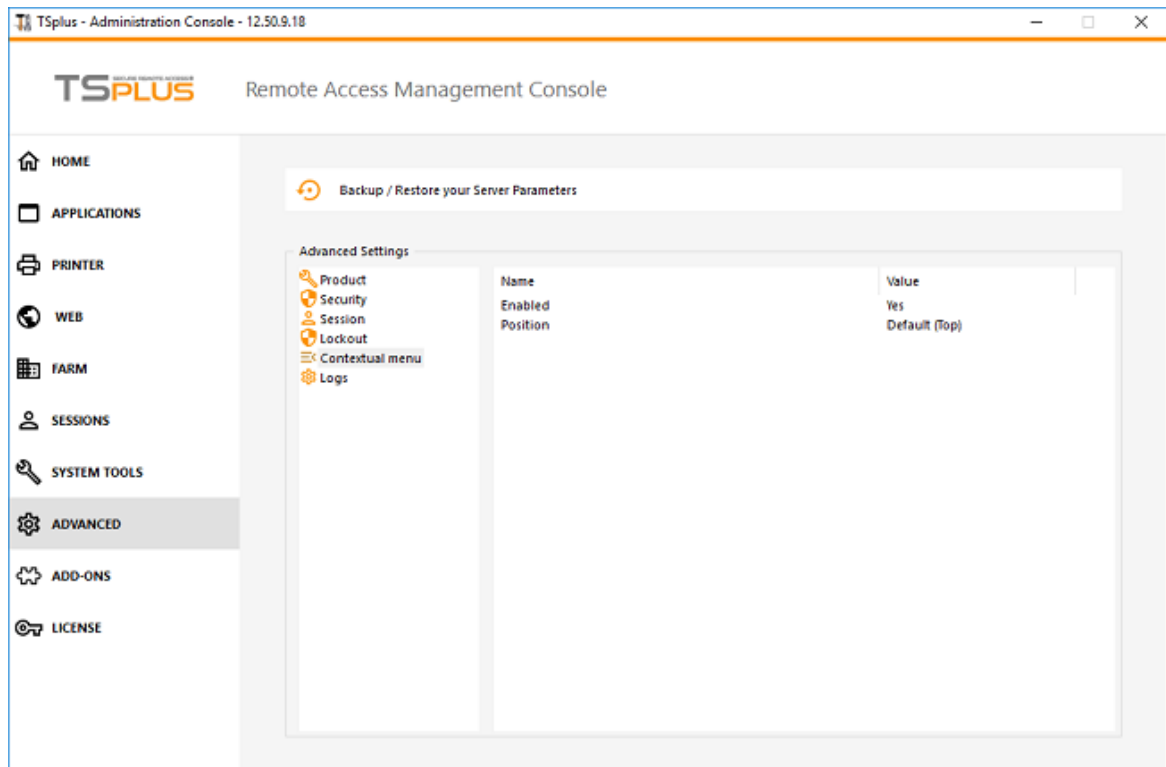 TSplus - Administration Console - 12.50.9.18
TSPLUS
Remote Access Management Console
HOME
APPLICATIONS
PRINTER
WEB
FARM
SESSIONS
SYSTEM TOOLS
ADVANCED
ADD-ONS
LICENSE
Backup / Restore your Server Parameters
Advanced Settings
Product
Security
Session
Lockout
Contextual menu
Logs
Name Value
Enabled Yes
Position Default (Top)